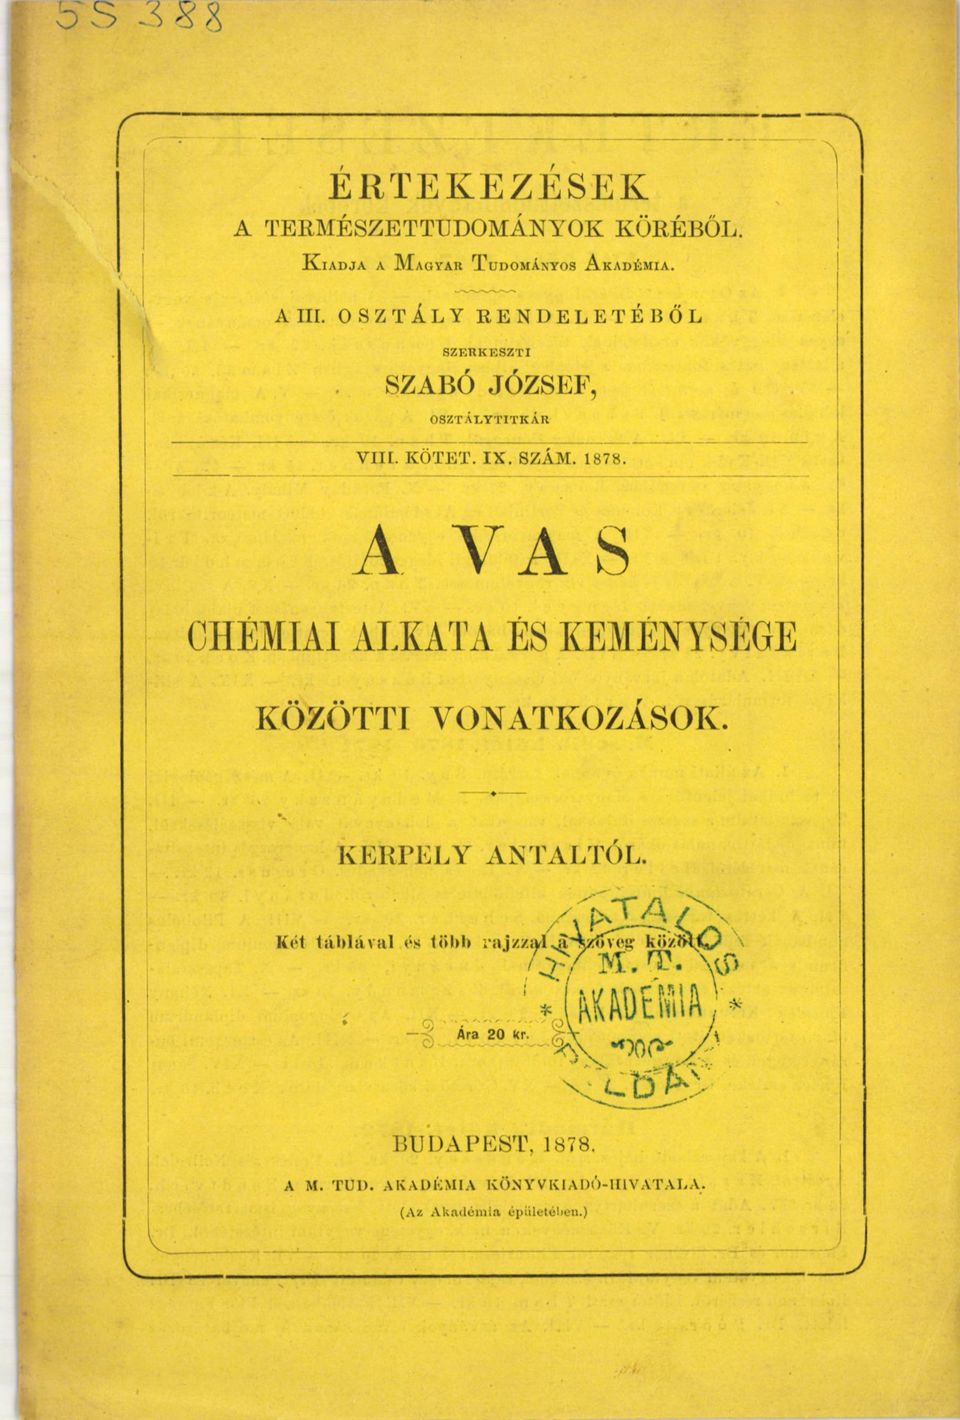 5S 388
ÉRTEKEZÉSEK
A TERMÉSZETTUDOMÁNYOK KÖRÉBŐL.
KIADJA A MAGYAR TUDOMÁNYOS AKADÉMIA.
A III. OSZTÁLY RENDELETÉBŐL
SZERKESZTI
SZABÓ JÓZSEF,
OSZTÁLYTITKÁR
VIII. KÖTET. IX. SZÁM. 1878.
A VAS
CHÉMIAI ALKATA ÉS KEMÉNYSÉGE
KÖZÖTTI VONATKOZÁSOK.
KERPELY ANTALTÓL.
Két táblával és több rajzzal a szöveg között.
HIVATALOS
M. T.
AKADÉMIA
PÉLDÁNY
Ára 20 kr.
BUDAPEST, 1878.
A M. TUD. AKADÉMIA KÖNYVKIADÓ-HIVATALA.
(Az Akadémia épületében.)